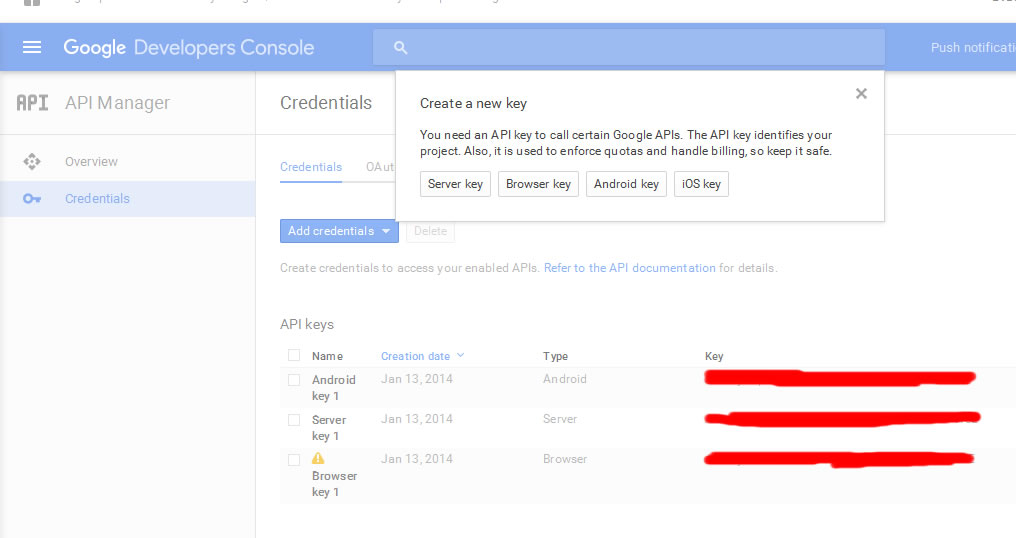 Google Developers Console
Push notificati
API API Manager
Credentials
Create a new key
You need an API key to call certain Google APIs. The API key identifies your
project. Also, it is used to enforce quotas and handle billing, so keep it safe.
Server key Browser key Android key iOS key
Overview
Credentials
Credentials OAut
Add credentials Delete
Create credentials to access your enabled APIs. Refer to the API documentation for details.
API keys
Name Creation date Type Key
Android key 1 Jan 13, 2014 Android
Server key 1 Jan 13, 2014 Server
Browser key 1 Jan 13, 2014 Browser